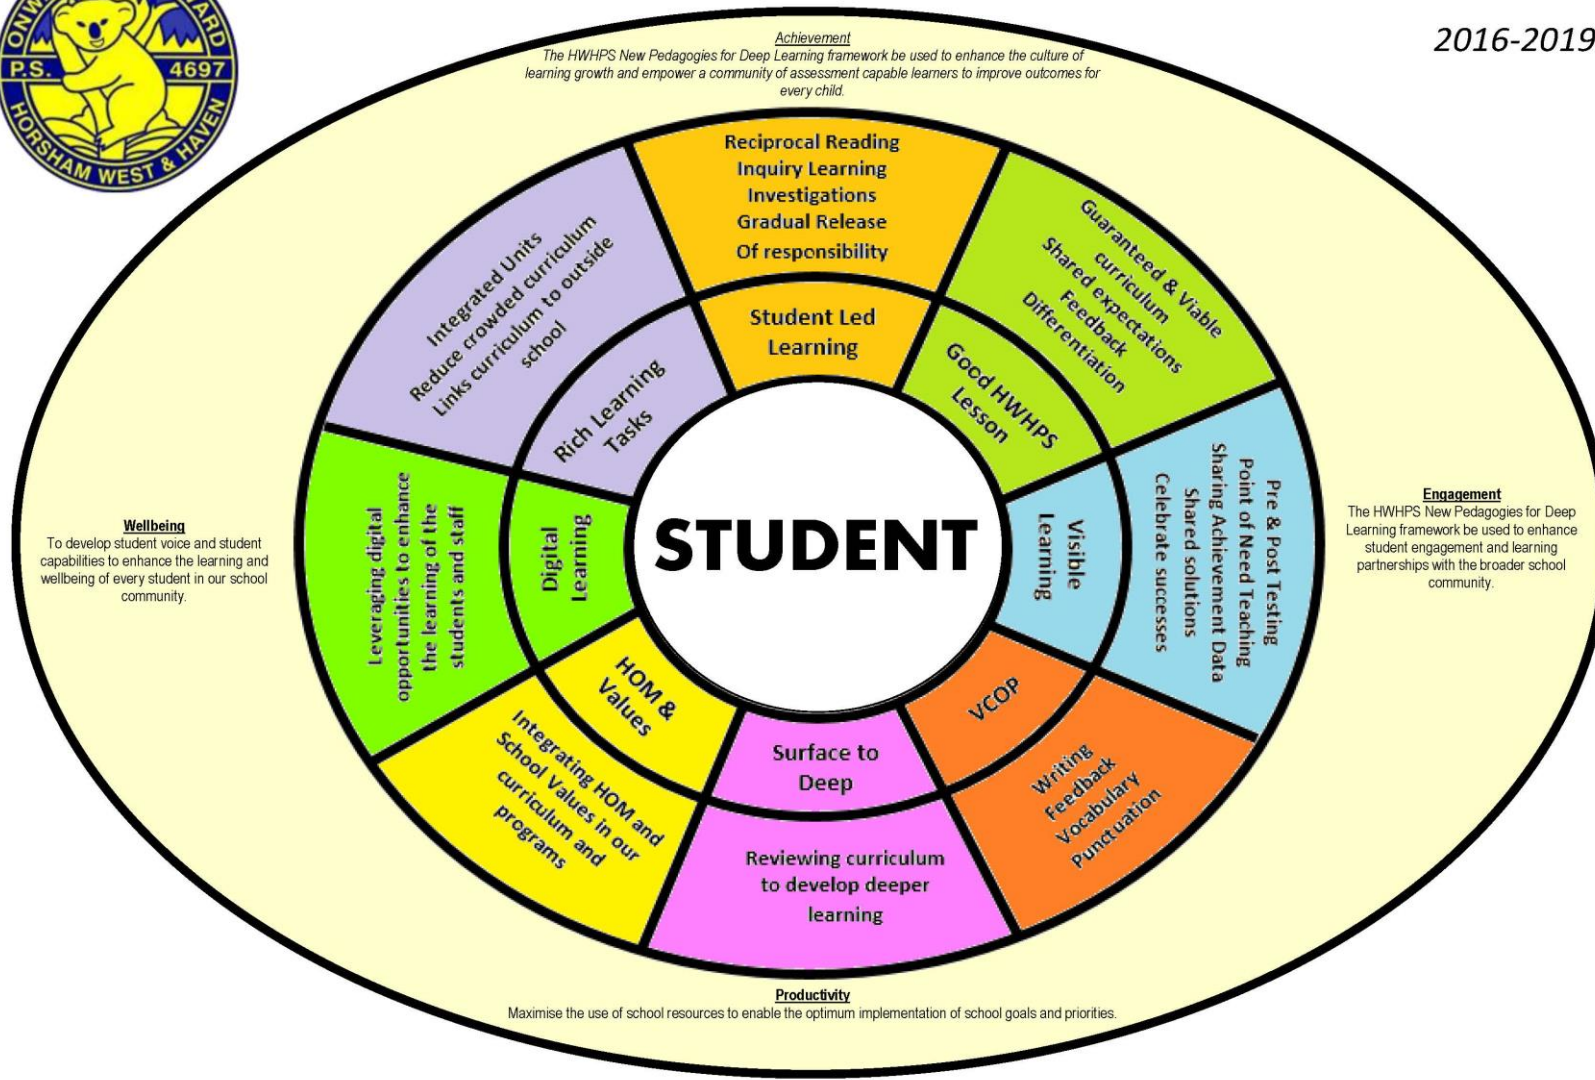 P.S. 4697
HORSHAM WEST & HAVEN
2016-2019
Achievement
The HWHPS New Pedagogies for Deep Learning framework be used to enhance the culture of
learning growth and empower a community of assessment capable learners to improve outcomes for
every child.
Reciprocal Reading
Inquiry Learning
Investigations
Gradual Release
Of responsibility
Student Led
Learning
Guaranteed & Viable
curriculum
Shared expectations
Feedback
Differentiation
Good HWHPS
Lesson
Pre & Post Testing
Point of Need Teaching
Sharing Achievement Data
Shared solutions
Celebrate successes
Visible
Learning
Engagement
The HWHPS New Pedagogies for Deep
Learning framework be used to enhance
student engagement and learning
partnerships with the broader school
community.
Writing
Feedback
Vocabulary
Punctuation
VCOP
Surface to
Deep
Reviewing curriculum
to develop deeper
learning
Productivity
Maximise the use of school resources to enable the optimum implementation of school goals and priorities.
HOM &
Values
Integrating HOM and
School Values in our
curriculum and
programs
Digital
Learning
Leveraging digital
opportunities to enhance
the learning of the
students and staff
Wellbeing
To develop student voice and student
capabilities to enhance the learning and
wellbeing of every student in our school
community.
Integrated Units
Reduce crowded curriculum
Links curriculum to outside
school
Rich Learning
Tasks
STUDENT